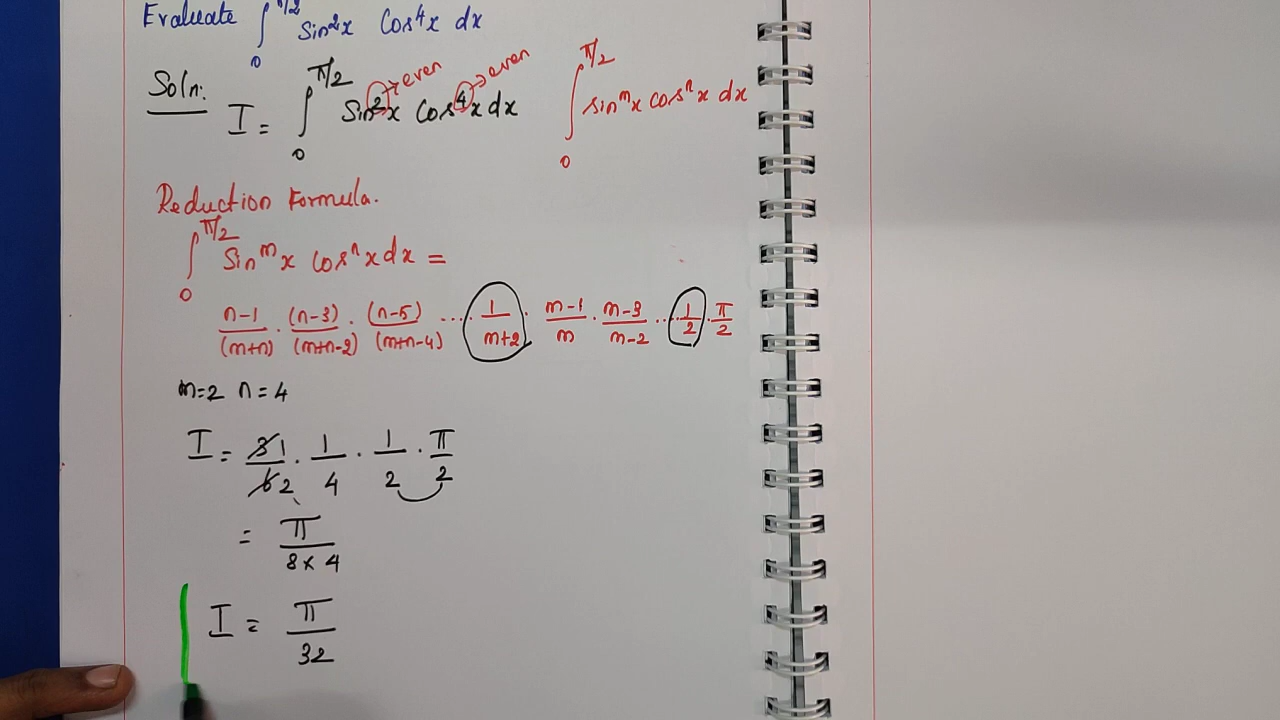 Evaluate ∫₀^π/2 Sin²x Cos⁴x dx
Soln: I = ∫₀^π/2 Sin²x Cos⁴x dx ∫₀^π/2 sinᵐx cosⁿx dx
→ even → even
Reduction Formula.
∫₀^π/2 Sinᵐx cosⁿx dx =
n-1/(m+n) · (n-3)/(m+n-2) · (n-5)/(m+n-4) .... 1/m+2 · m-1/m · m-3/m-2 ... 1/2 · π/2
m=2 n=4
I = 3 1/6 2 · 1/4 · 1/2 · π/2
= π/8×4
I = π/32